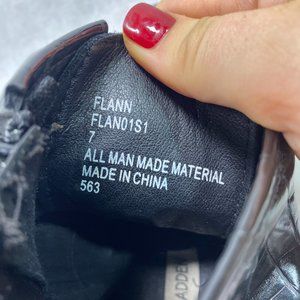 FLANN
FLAN01S1
7
ALL MAN MADE MATERIAL
MADE IN CHINA
563